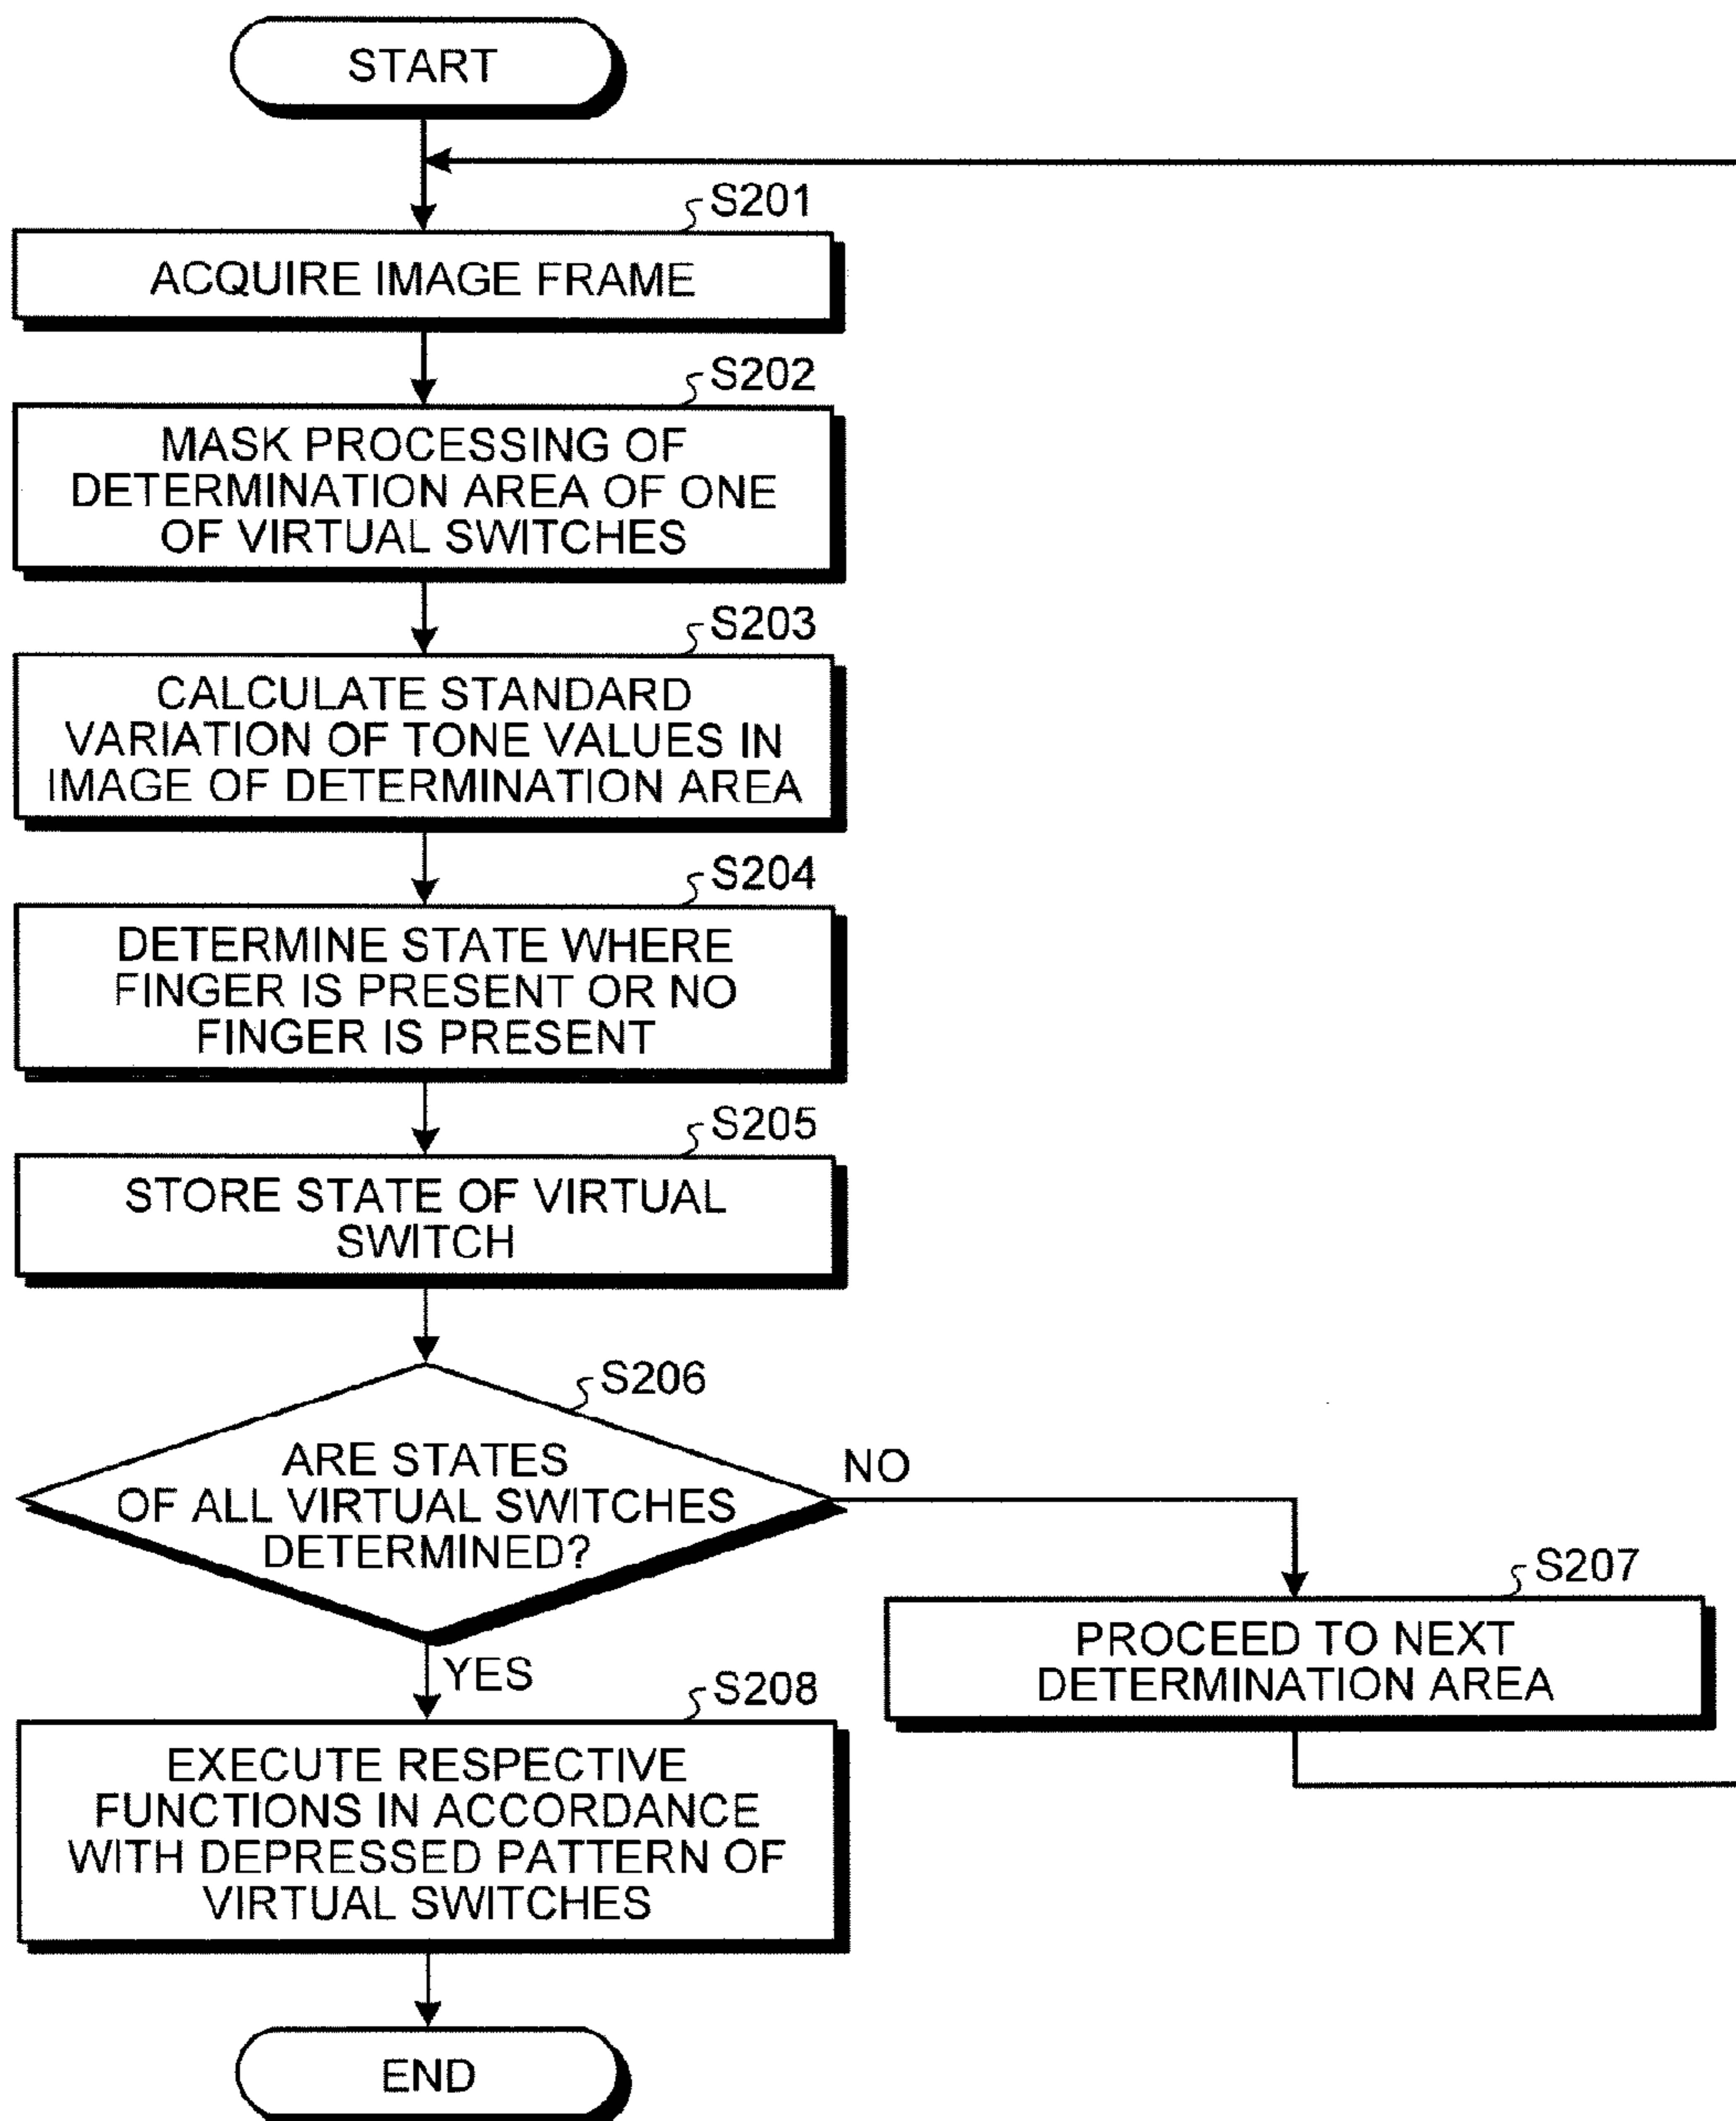 START
S201
ACQUIRE IMAGE FRAME
S202
MASK PROCESSING OF
DETERMINATION AREA OF ONE
OF VIRTUAL SWITCHES
S203
CALCULATE STANDARD
VARIATION OF TONE VALUES IN
IMAGE OF DETERMINATION AREA
S204
DETERMINE STATE WHERE
FINGER IS PRESENT OR NO
FINGER IS PRESENT
S205
STORE STATE OF VIRTUAL
SWITCH
S206
ARE STATES
OF ALL VIRTUAL SWITCHES
DETERMINED?
NO
S207
PROCEED TO NEXT
DETERMINATION AREA
YES
S208
EXECUTE RESPECTIVE
FUNCTIONS IN ACCORDANCE
WITH DEPRESSED PATTERN OF
VIRTUAL SWITCHES
END